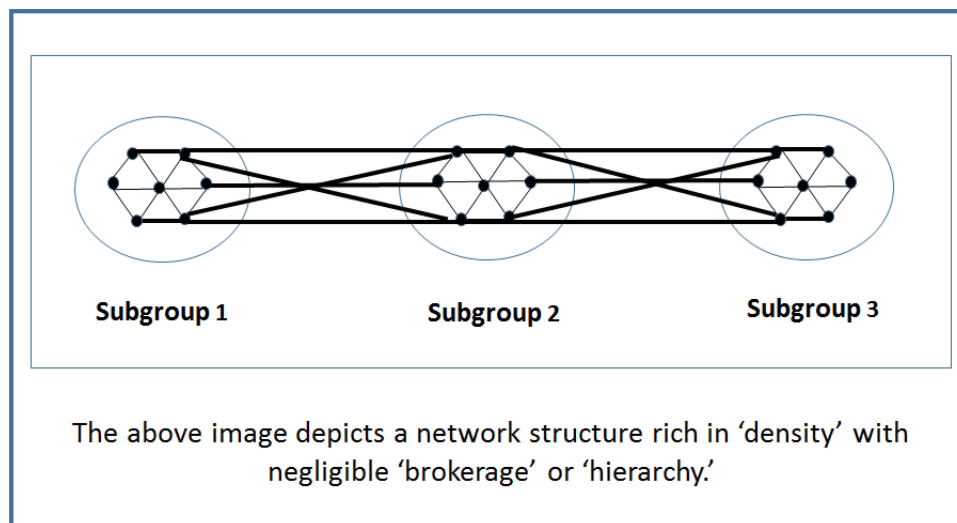 Subgroup 1
Subgroup 2
Subgroup 3
The above image depicts a network structure rich in ‘density’ with
negligible ‘brokerage’ or ‘hierarchy.’